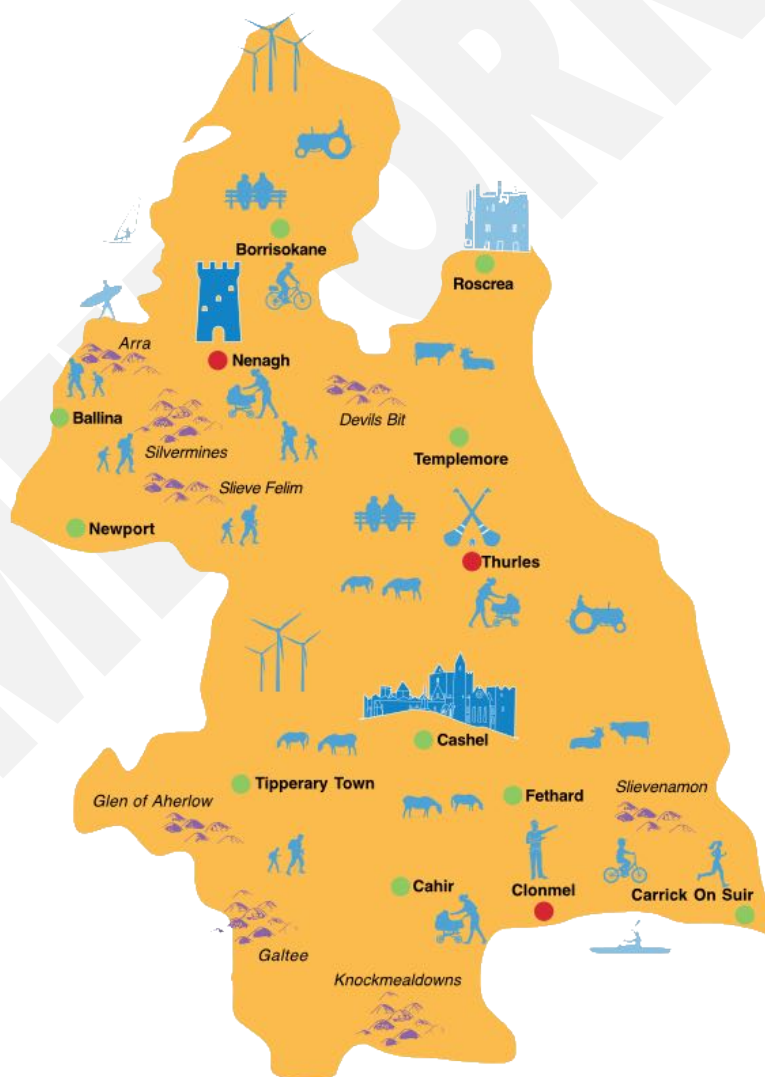 Borrisokane
Roscrea
Arra
Nenagh
Devils Bit
Ballina
Silvermines
Templemore
Slieve Felim
Newport
Thurles
Cashel
Tipperary Town
Glen of Aherlow
Fethard
Slievenamon
Cahir
Clonmel
Carrick On Suir
Galtee
Knockmealdowns